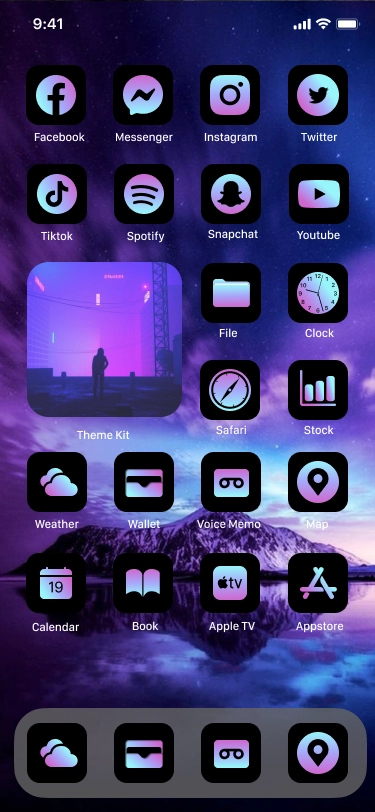 9:41
Facebook Messenger Instagram Twitter
Tiktok Spotify Snapchat Youtube
File Clock
Safari Stock
Theme Kit
Weather Wallet Voice Memo Map
19 tv
Calendar Book Apple TV Appstore